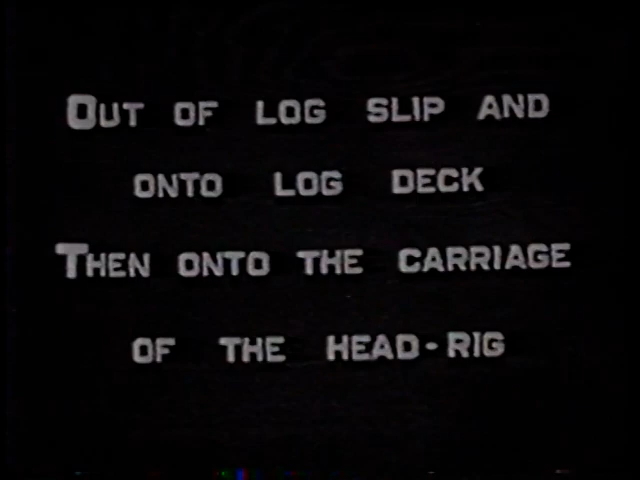 OUT OF LOG SLIP AND
ONTO LOG DECK
THEN ONTO THE CARRIAGE
OF THE HEAD-RIG